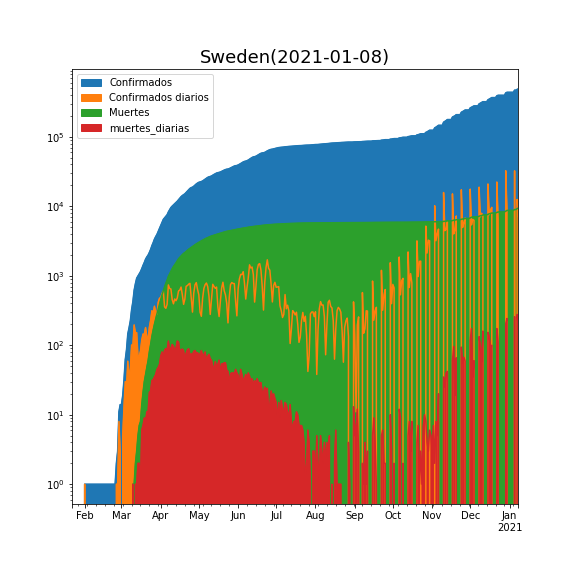 Sweden(2021-01-08)
Confirmados
Confirmados diarios
Muertes
muertes_diarias
10⁵
10⁴
10³
10²
10¹
10⁰
Feb Mar Apr May Jun Jul Aug Sep Oct Nov Dec Jan
2021